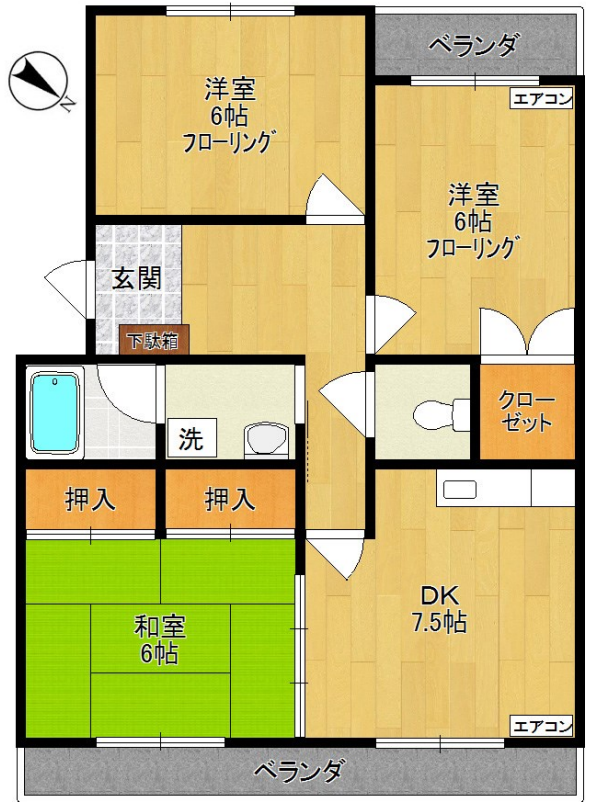 ベランダ
N
エアコン
洋室
6帖
フローリング
洋室
6帖
フローリング
玄関
下駄箱
クロー
ゼット
洗
押入
押入
和室
6帖
DK
7.5帖
エアコン
ベランダ